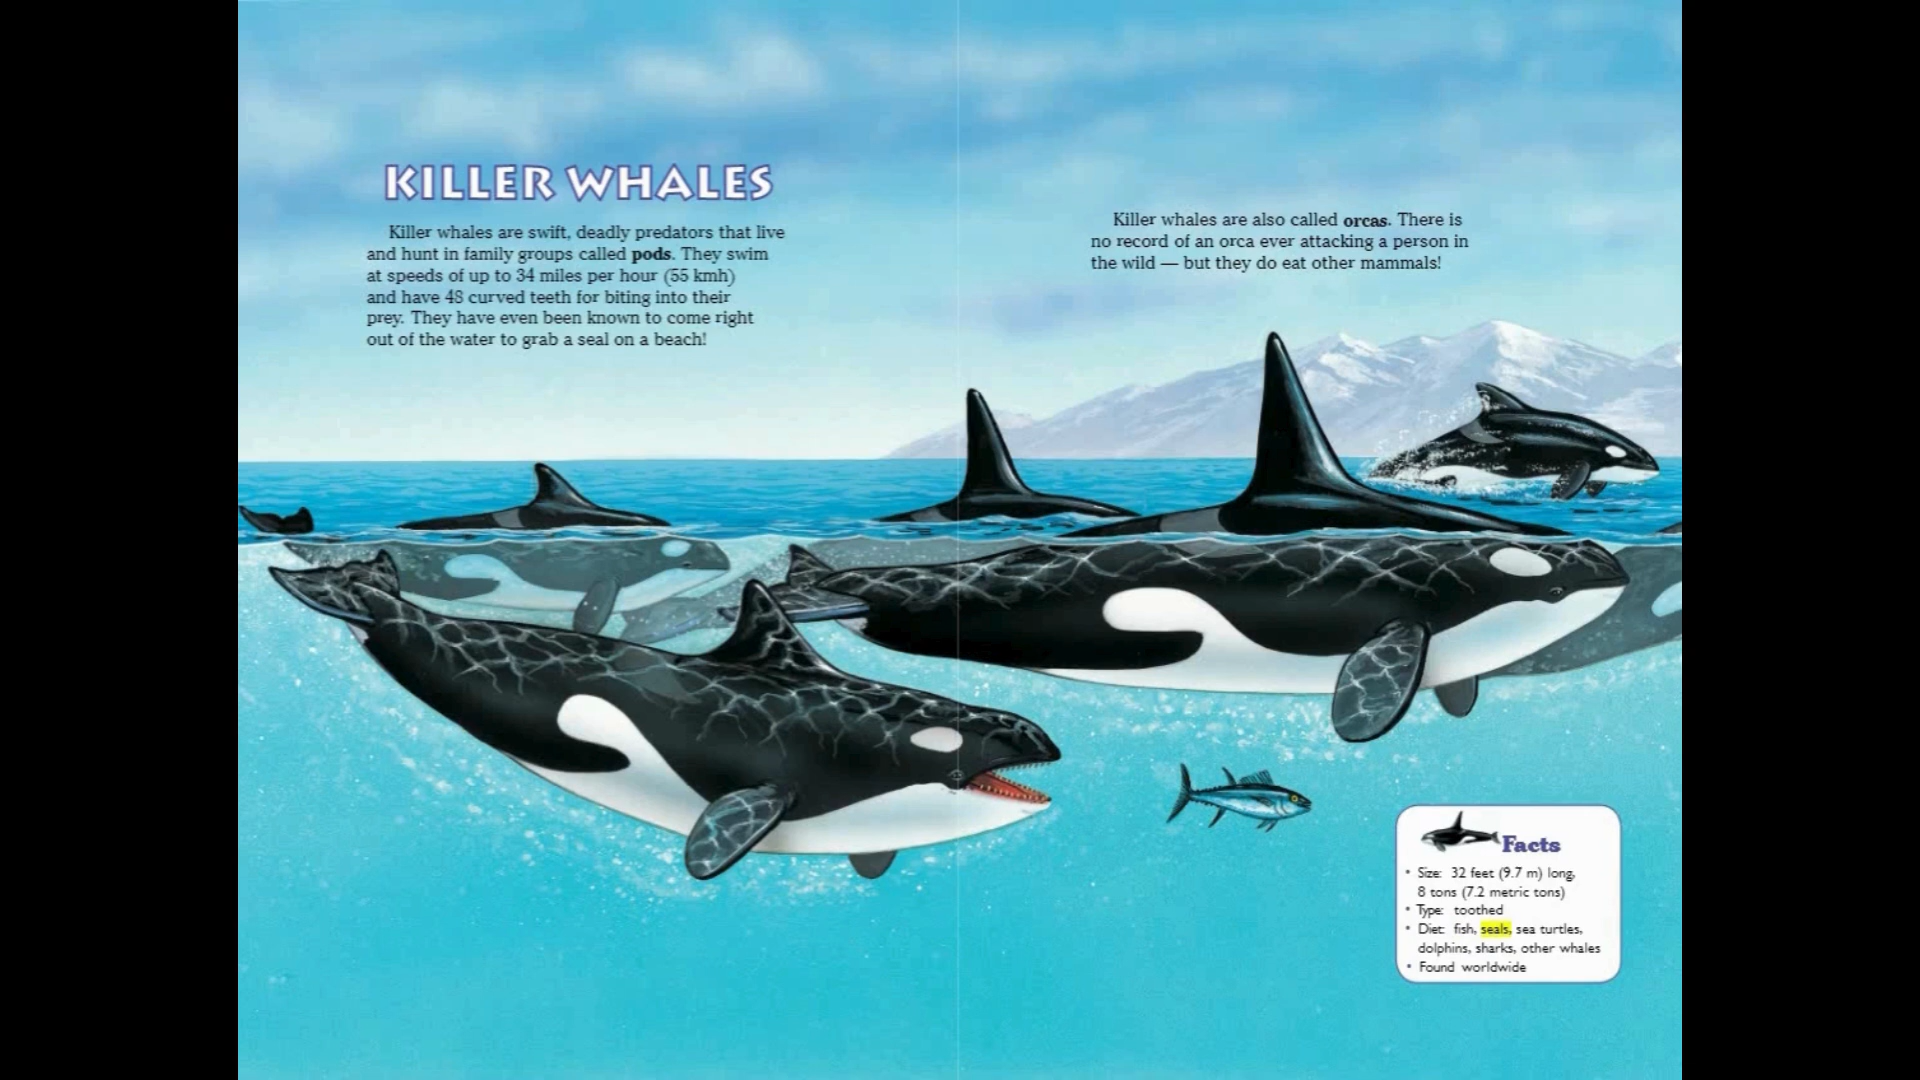 KILLER WHALES
Killer whales are swift, deadly predators that live
and hunt in family groups called pods. They swim
at speeds of up to 34 miles per hour (55 kmh)
and have 48 curved teeth for biting into their
prey. They have even been known to come right
out of the water to grab a seal on a beach!
Killer whales are also called orcas. There is
no record of an orca ever attacking a person in
the wild — but they do eat other mammals!
Facts
• Size: 32 feet (9.7 m) long,
8 tons (7.2 metric tons)
• Type: toothed
• Diet: fish, seals, sea turtles,
dolphins, sharks, other whales
• Found worldwide